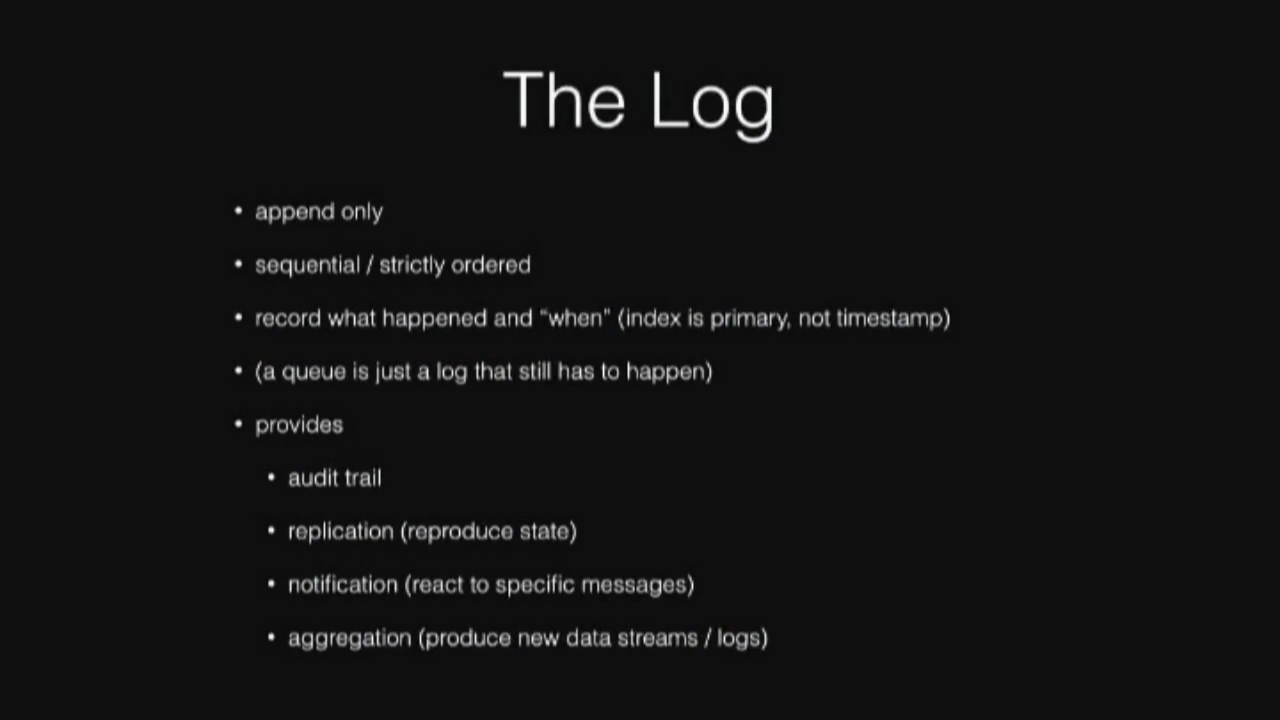 The Log
• append only
• sequential / strictly ordered
• record what happened and "when" (index is primary, not timestamp)
• (a queue is just a log that still has to happen)
• provides
• audit trail
• replication (reproduce state)
• notification (react to specific messages)
• aggregation (produce new data streams / logs)